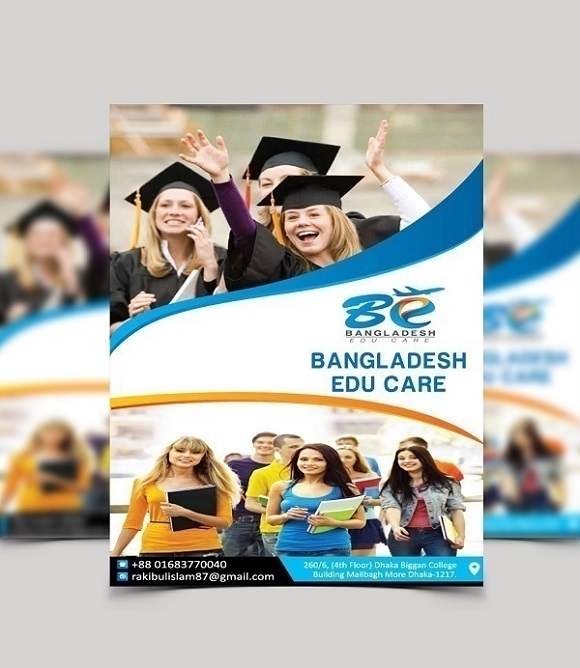 BE
BANGLADESH
EDU CARE
BANGLADESH
EDU CARE
+88 01683770040
rakibulislam87@gmail.com
260/6, (4th Floor) Dhaka Biggan College
Building Malibagh More Dhaka-1217.